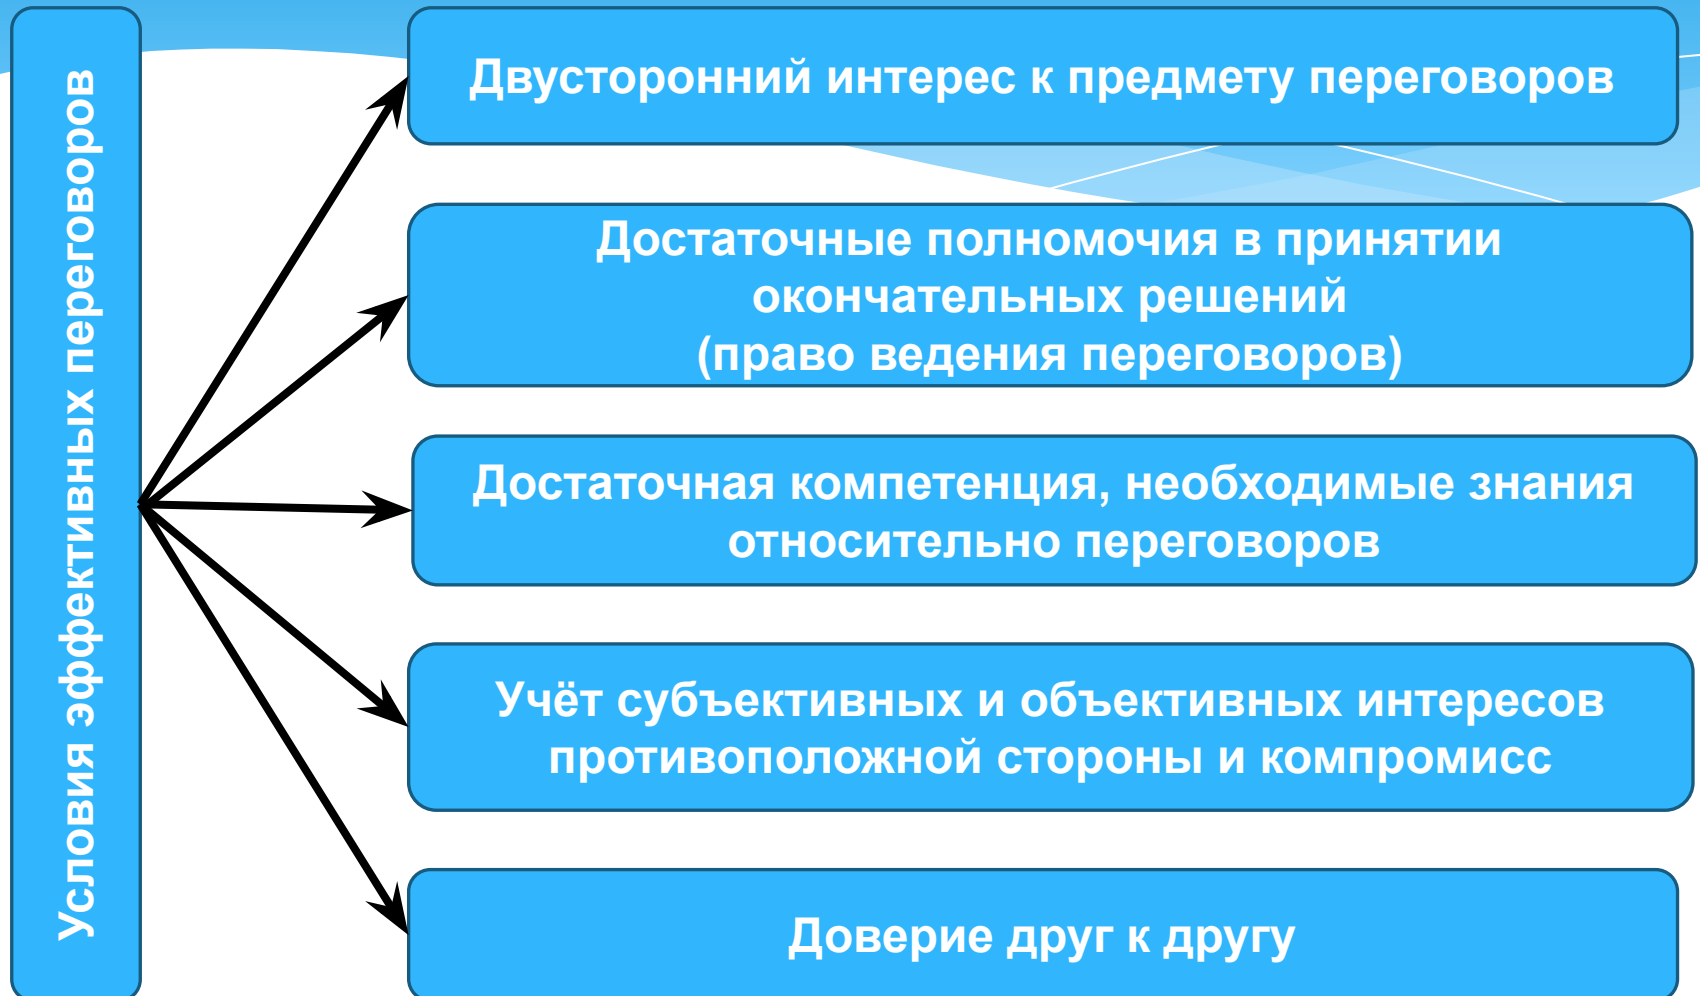 Условия эффективных переговоров
Двусторонний интерес к предмету переговоров
Достаточные полномочия в принятии
окончательных решений
(право ведения переговоров)
Достаточная компетенция, необходимые знания
относительно переговоров
Учёт субъективных и объективных интересов
противоположной стороны и компромисс
Доверие друг к другу